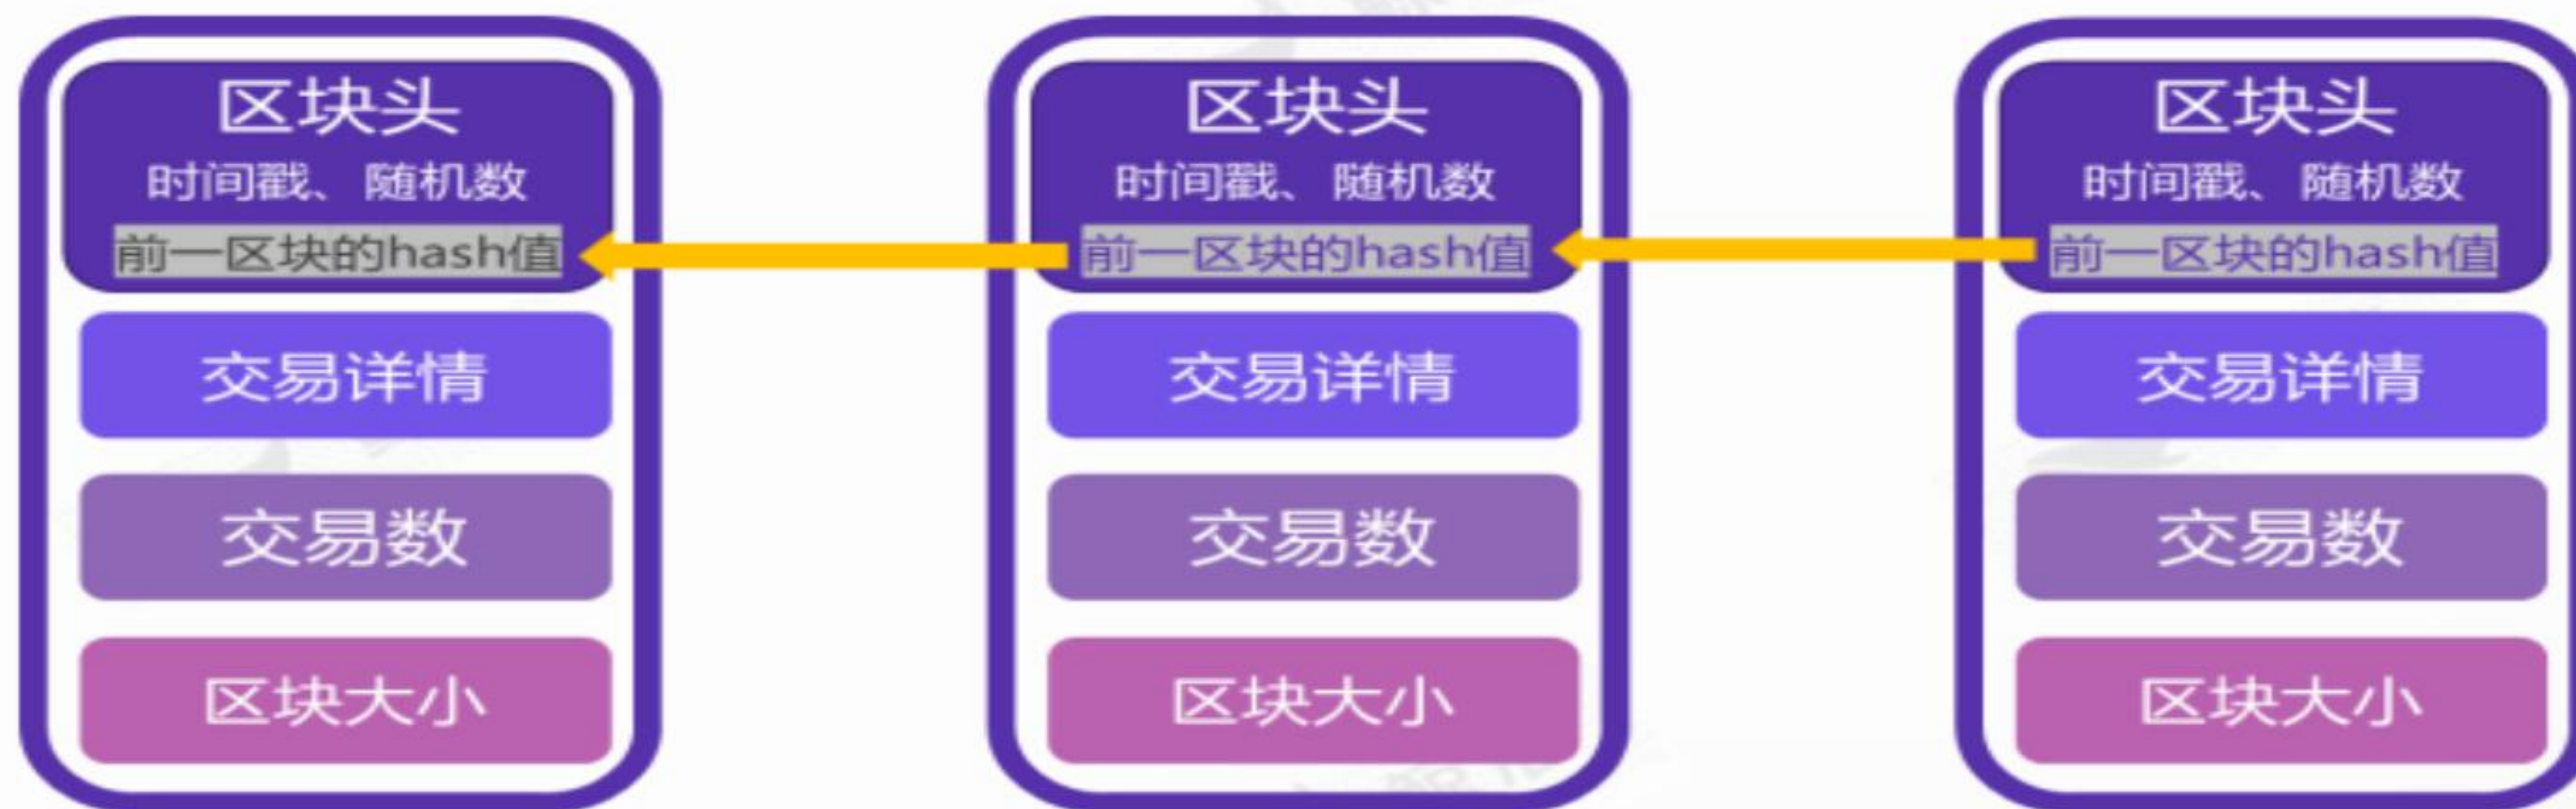 区块头
时间戳、随机数
前一区块的hash值
交易详情
交易数
区块大小
区块头
时间戳、随机数
前一区块的hash值
交易详情
交易数
区块大小
区块头
时间戳、随机数
前一区块的hash值
交易详情
交易数
区块大小